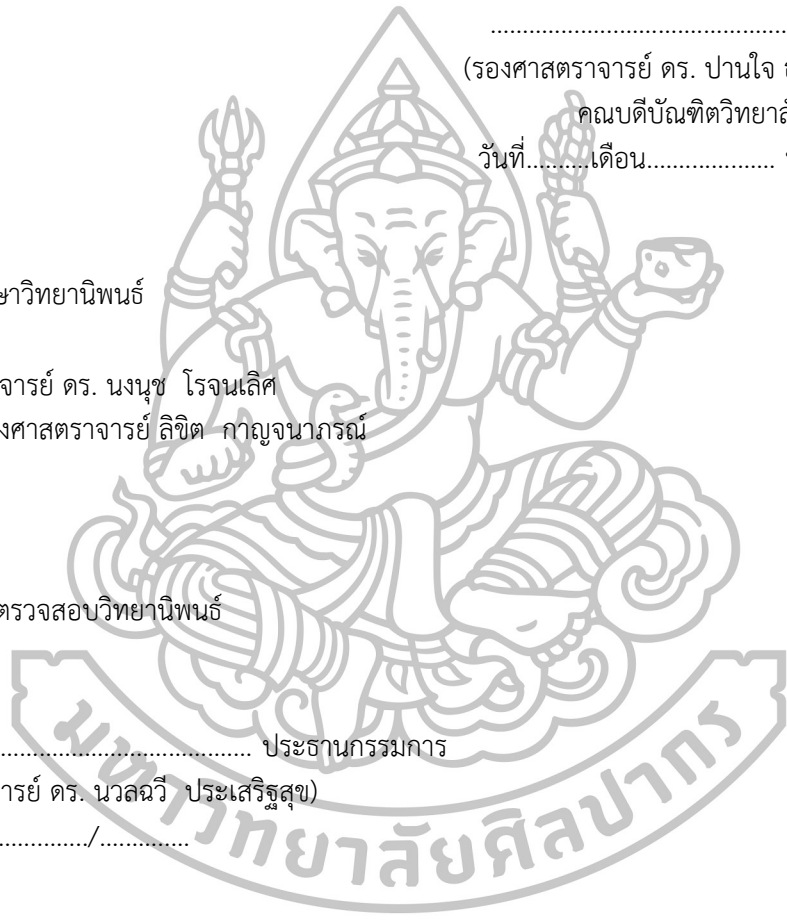 ................................................
(รองศาสตราจารย์ ดร. ปานใจ
คณบดีบัณฑิตวิทยาลั
วันที่..........เดือน....................
ษาวิทยานิพนธ์
จารย์ ดร. นงนุช โรจนเลิศ
งศาสตราจารย์ ลิขิต กาญจนาภรณ์
ตรวจสอบวิทยานิพนธ์
........................................ ประธานกรรมการ
ารย์ ดร. นวลฉวี ประเสริฐสุข)
............../..............
มหาวิทยาลัยศิลปากร